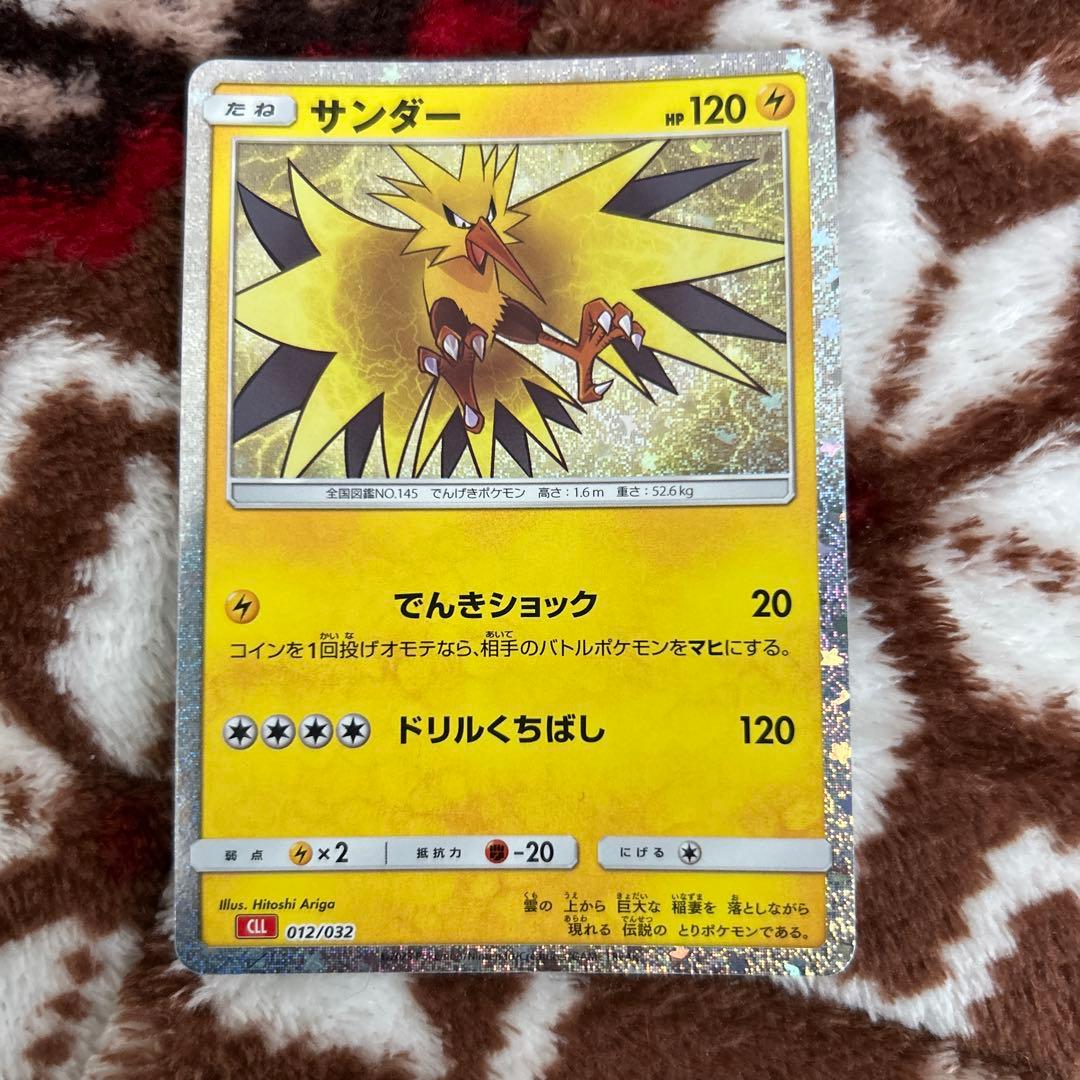 たね サンダー HP 120
全国図鑑NO.145 でんげきポケモン 高さ:1.6m 重さ:52.6kg
でんきショック 20
コインを1回投げオモテなら、相手のバトルポケモンをマヒにする。
ドリルくちばし 120
弱点 ×2 抵抗力 -20 にげる
Illus. Hitoshi Ariga
CLL 012/032
雲の 上から 巨大な 稲妻を 落としながら
現れる 伝説の とりポケモンである。